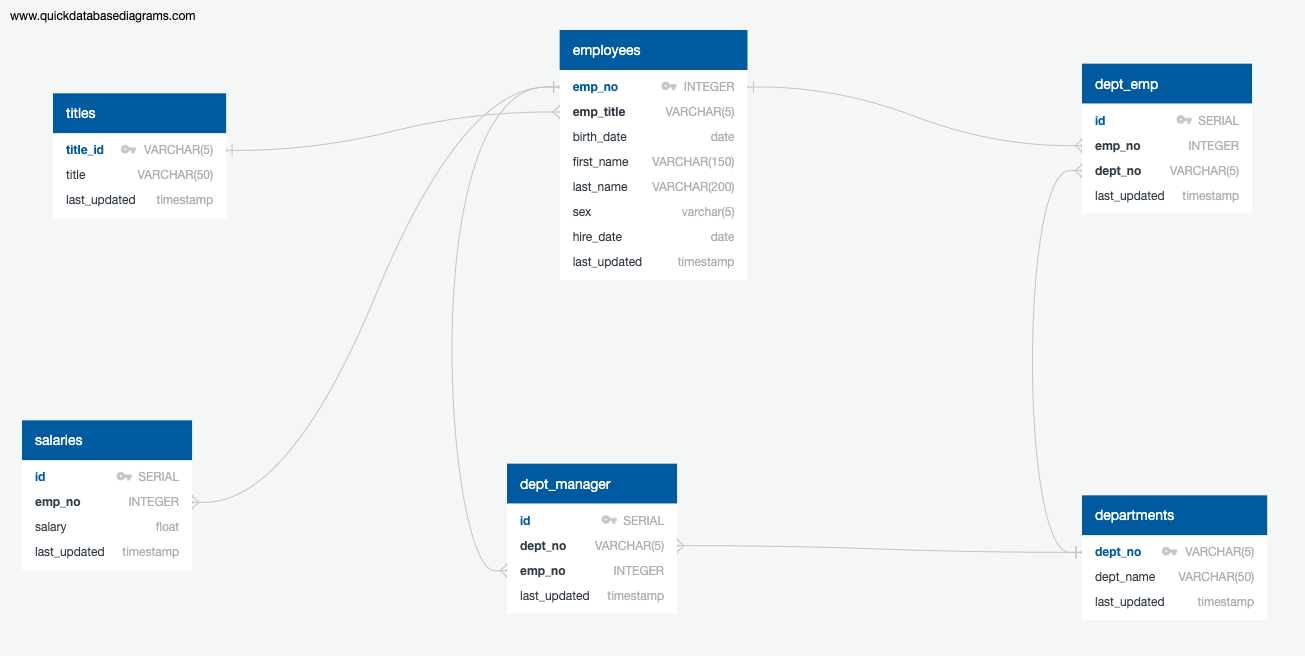 www.quickdatabasediagrams.com
employees
emp_no INTEGER
emp_title VARCHAR(5)
birth_date date
first_name VARCHAR(150)
last_name VARCHAR(200)
sex varchar(5)
hire_date date
last_updated timestamp
dept_emp
id SERIAL
emp_no INTEGER
dept_no VARCHAR(5)
last_updated timestamp
titles
title_id VARCHAR(5)
title VARCHAR(50)
last_updated timestamp
salaries
id SERIAL
emp_no INTEGER
salary float
last_updated timestamp
dept_manager
id SERIAL
dept_no VARCHAR(5)
emp_no INTEGER
last_updated timestamp
departments
dept_no VARCHAR(5)
dept_name VARCHAR(50)
last_updated timestamp